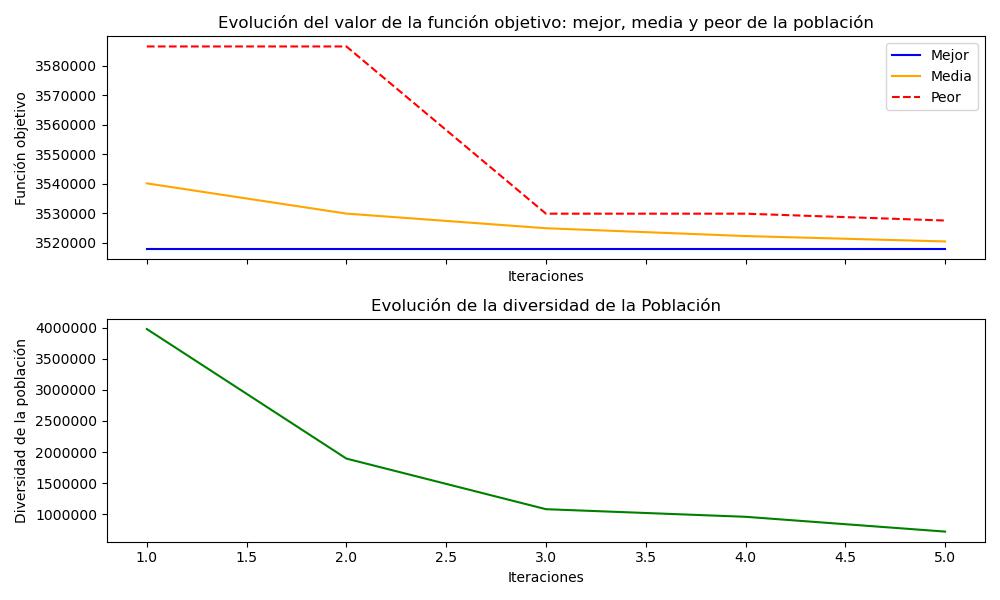 Evolución del valor de la función objetivo: mejor, media y peor de la población
Función objetivo
3580000
3570000
3560000
3550000
3540000
3530000
3520000
Mejor
Media
Peor
Iteraciones
Evolución de la diversidad de la Población
Diversidad de la población
4000000
3500000
3000000
2500000
2000000
1500000
1000000
1.0 1.5 2.0 2.5 3.0 3.5 4.0 4.5 5.0
Iteraciones